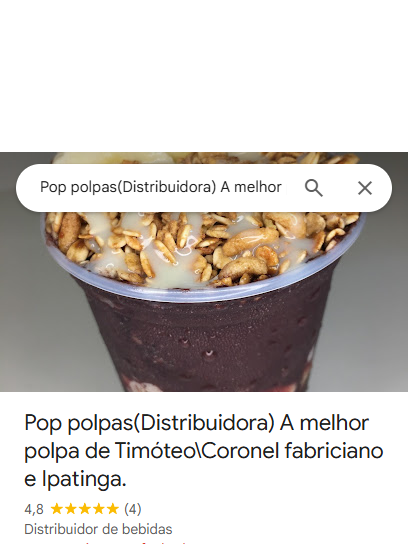 Pop polpas(Distribuidora) A melhor
Pop polpas(Distribuidora) A melhor
polpa de Timóteo\Coronel fabriciano
e Ipatinga.
4,8 (4)
Distribuidor de bebidas